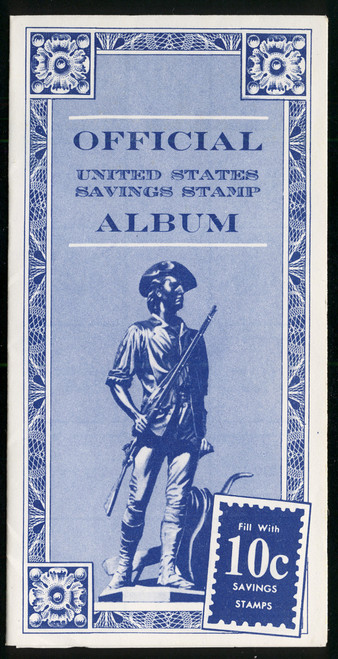 OFFICIAL
UNITED STATES
SAVINGS STAMP
ALBUM
Fill With
10c
SAVINGS
STAMPS